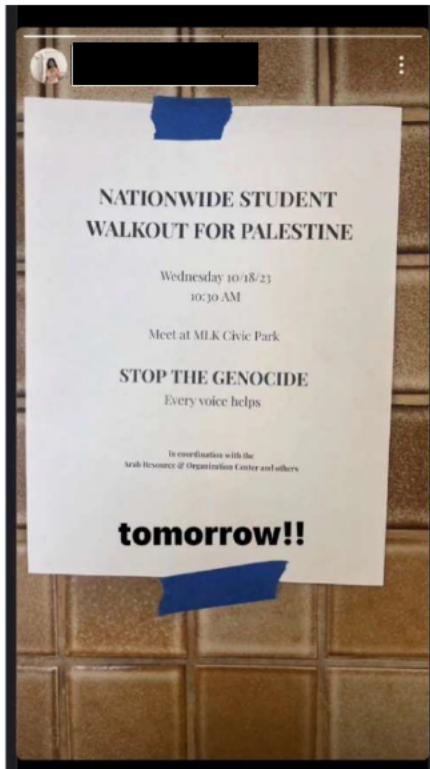 NATIONWIDE STUDENT
WALKOUT FOR PALESTINE
Wednesday 10/18/23
10:30 AM
Meet at MLK Civic Park
STOP THE GENOCIDE
Every voice helps
in coordination with the
Arab Resource & Organization Center and others
tomorrow!!